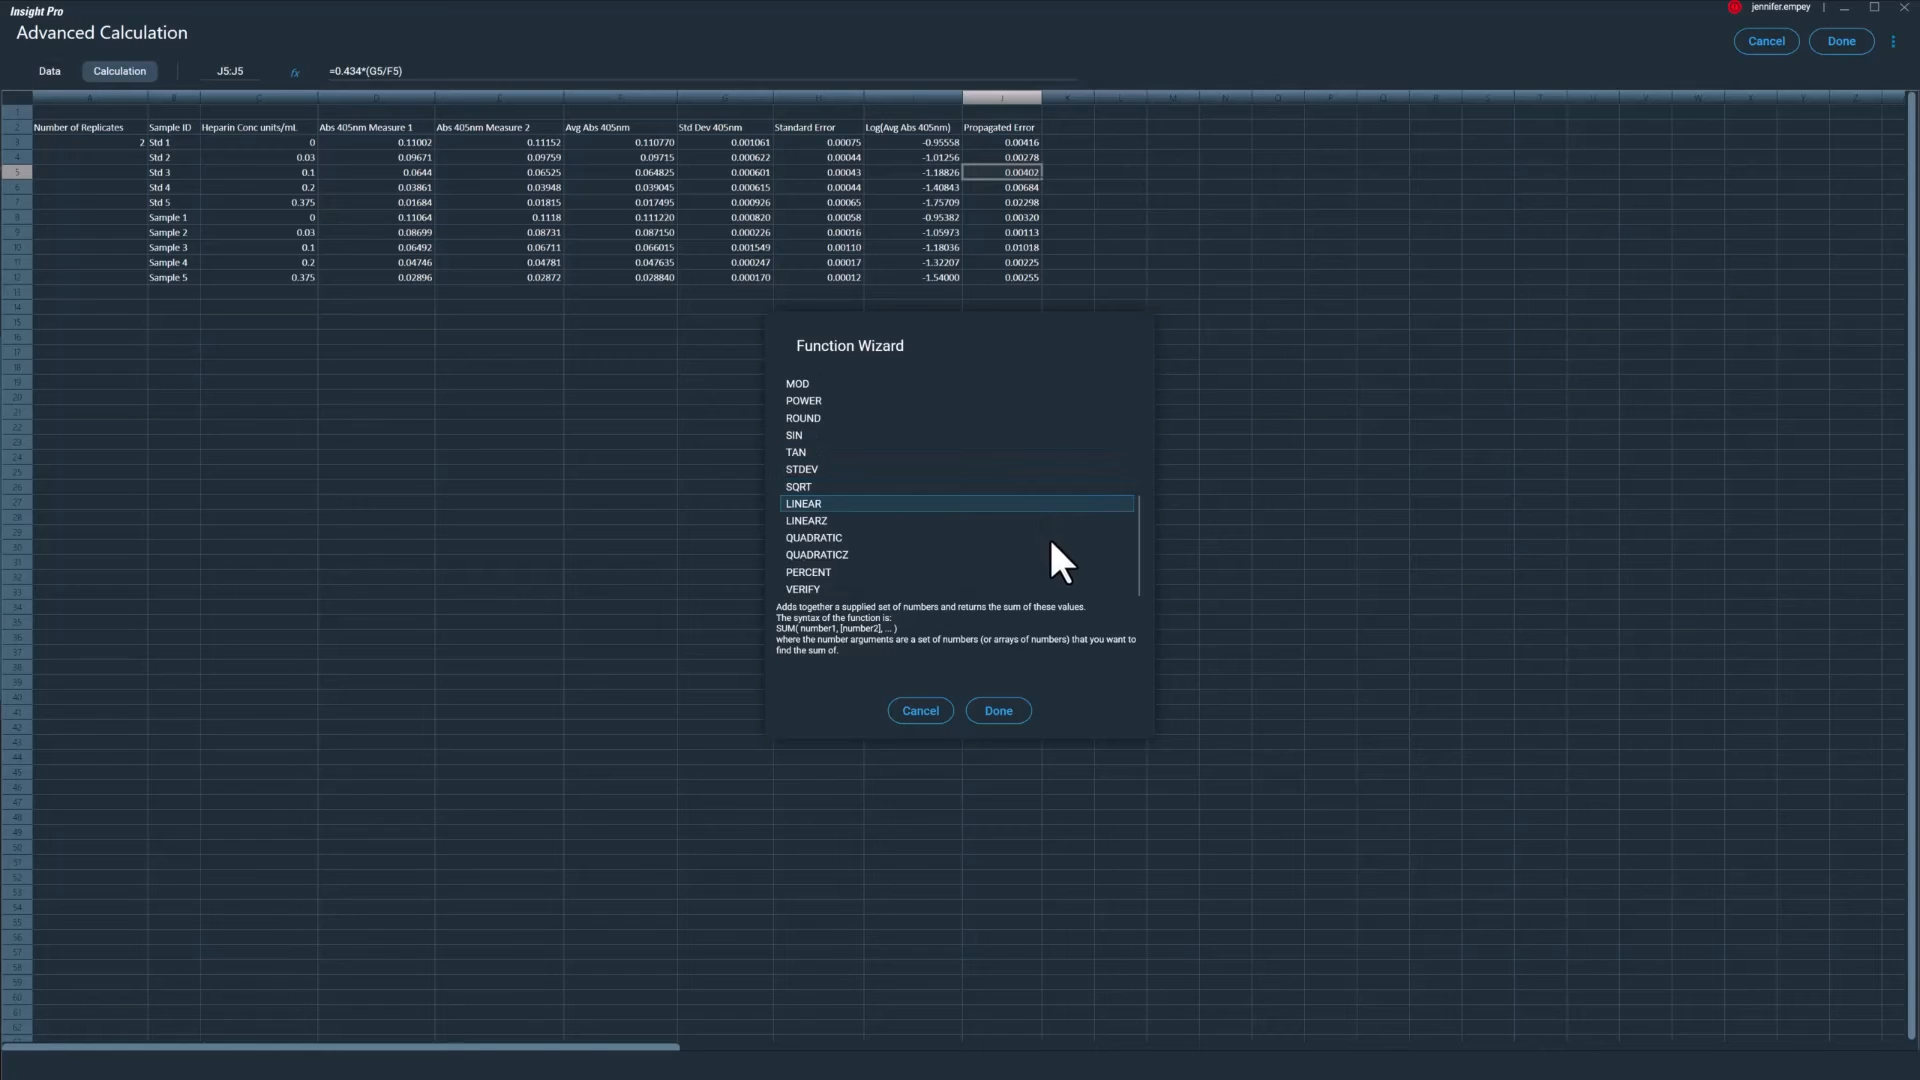 Insight Pro
jennifer.empey
Advanced Calculation
Cancel Done
Data Calculation J5:J5 fx =0.434*(G5/F5)
Number of Replicates Sample ID Heparin Conc units/mL Abs 405nm Measure 1 Abs 405nm Measure 2 Avg Abs 405nm Std Dev 405nm Standard Error Log(Avg Abs 405nm) Propagated Error
2 Std 1 0 0.11002 0.11152 0.110770 0.001061 0.00075 -0.95558 0.00416
Std 2 0.03 0.09671 0.09759 0.09715 0.000622 0.00044 -1.01256 0.00278
Std 3 0.1 0.0644 0.06525 0.064825 0.000601 0.00043 -1.18826 0.00402
Std 4 0.2 0.03861 0.03948 0.039045 0.000615 0.00044 -1.40843 0.00684
Std 5 0.375 0.01684 0.01815 0.017495 0.000926 0.00065 -1.75709 0.02298
Sample 1 0 0.11064 0.1118 0.111220 0.000820 0.00058 -0.95382 0.00320
Sample 2 0.03 0.08699 0.08731 0.087150 0.000226 0.00016 -1.05973 0.00113
Sample 3 0.1 0.06492 0.06711 0.066015 0.001549 0.00110 -1.18036 0.01018
Sample 4 0.2 0.04746 0.04781 0.047635 0.000247 0.00017 -1.32207 0.00225
Sample 5 0.375 0.02896 0.02872 0.028840 0.000170 0.00012 -1.54000 0.00255
Function Wizard
MOD
POWER
ROUND
SIN
TAN
STDEV
SQRT
LINEAR
LINEARZ
QUADRATIC
QUADRATICZ
PERCENT
VERIFY
Adds together a supplied set of numbers and returns the sum of these values.
The syntax of the function is:
SUM( number1, [number2], ... )
where the number arguments are a set of numbers (or arrays of numbers) that you want to
find the sum of.
Cancel Done